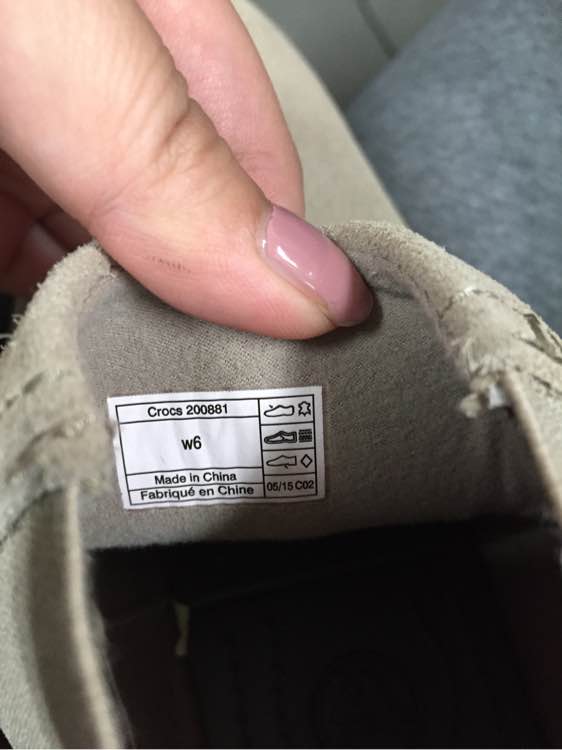 Crocs 200881
w6
Made in China
Fabriqué en Chine
05/15 C02